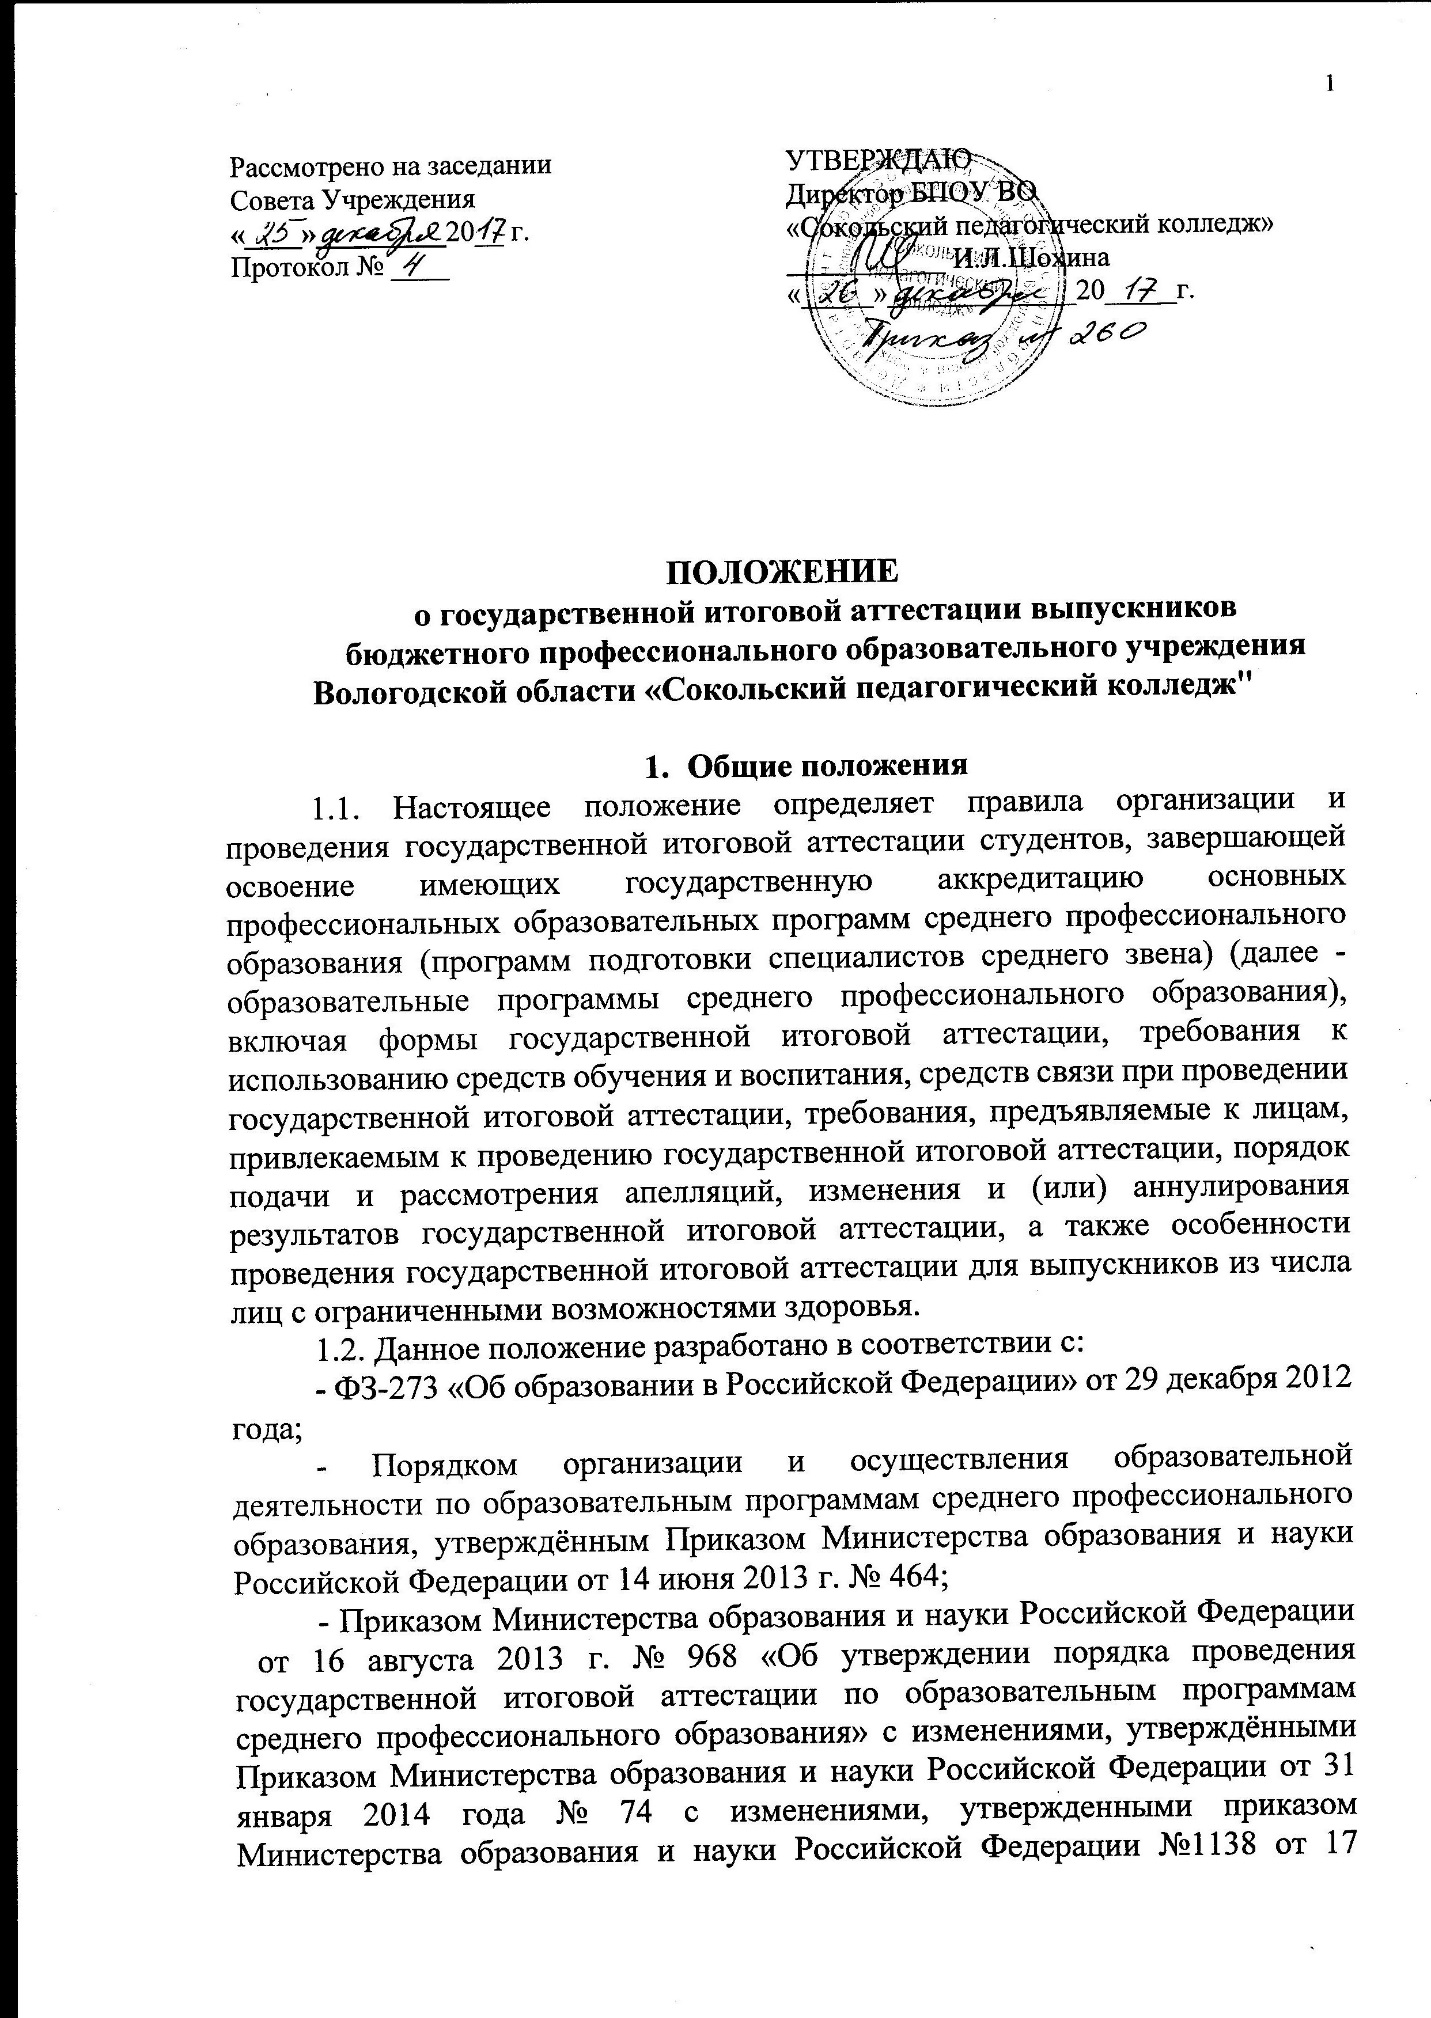 1
Рассмотрено на заседании
Совета Учреждения
« 25 » декабря 2017 г.
Протокол № 4
УТВЕРЖДАЮ
Директор БПОУ ВО
«Сокольский педагогический колледж»
И.Л.Шохина
« 26 » декабря 20 17 г.
Приказ № 260
ПОЛОЖЕНИЕ
о государственной итоговой аттестации выпускников
бюджетного профессионального образовательного учреждения
Вологодской области «Сокольский педагогический колледж"
1. Общие положения
1.1. Настоящее положение определяет правила организации и
проведения государственной итоговой аттестации студентов, завершающей
освоение имеющих государственную аккредитацию основных
профессиональных образовательных программ среднего профессионального
образования (программ подготовки специалистов среднего звена) (далее -
образовательные программы среднего профессионального образования),
включая формы государственной итоговой аттестации, требования к
использованию средств обучения и воспитания, средств связи при проведении
государственной итоговой аттестации, требования, предъявляемые к лицам,
привлекаемым к проведению государственной итоговой аттестации, порядок
подачи и рассмотрения апелляций, изменения и (или) аннулирования
результатов государственной итоговой аттестации, а также особенности
проведения государственной итоговой аттестации для выпускников из числа
лиц с ограниченными возможностями здоровья.
1.2. Данное положение разработано в соответствии с:
- ФЗ-273 «Об образовании в Российской Федерации» от 29 декабря 2012
года;
- Порядком организации и осуществления образовательной
деятельности по образовательным программам среднего профессионального
образования, утверждённым Приказом Министерства образования и науки
Российской Федерации от 14 июня 2013 г. № 464;
- Приказом Министерства образования и науки Российской Федерации
от 16 августа 2013 г. № 968 «Об утверждении порядка проведения
государственной итоговой аттестации по образовательным программам
среднего профессионального образования» с изменениями, утверждёнными
Приказом Министерства образования и науки Российской Федерации от 31
января 2014 года № 74 с изменениями, утвержденными приказом
Министерства образования и науки Российской Федерации №1138 от 17